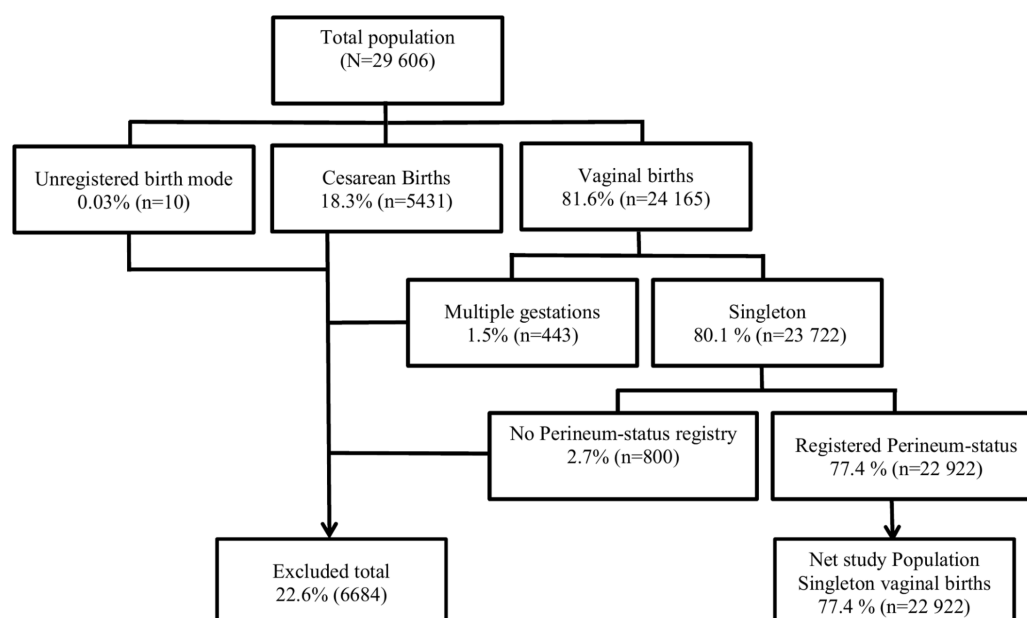 Total population
(N=29 606)
Unregistered birth mode
0.03% (n=10)
Cesarean Births
18.3% (n=5431)
Vaginal births
81.6% (n=24 165)
Multiple gestations
1.5% (n=443)
Singleton
80.1 % (n=23 722)
No Perineum-status registry
2.7% (n=800)
Registered Perineum-status
77.4 % (n=22 922)
Excluded total
22.6% (6684)
Net study Population
Singleton vaginal births
77.4 % (n=22 922)